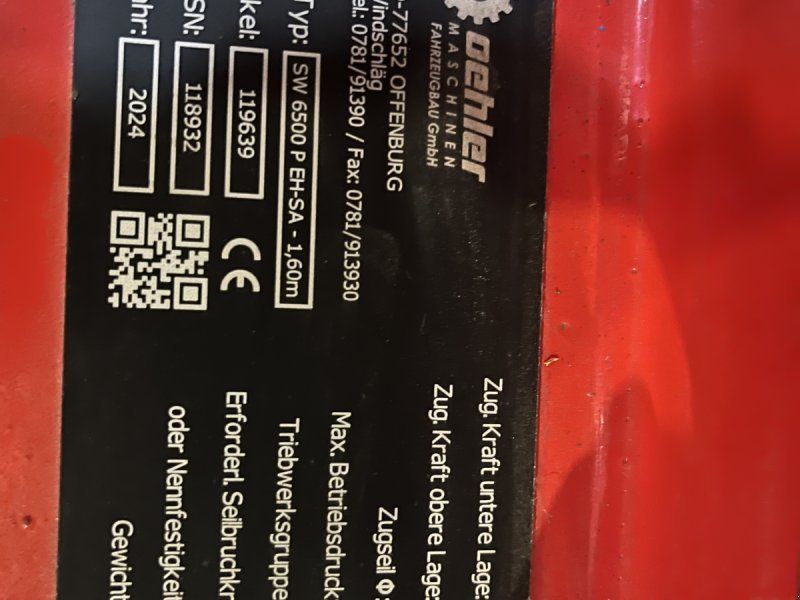 oehler
MASCHINEN
FAHRZEUGBAU GmbH
-77652 OFFENBURG
Vindschläg
el.: 0781/91390 / Fax: 0781/913930
Typ: SW 6500 P EH-SA - 1,60m
kel: 119639
SN: 118932
ahr: 2024
CE
Zug. Kraft untere Lage:
Zug. Kraft obere Lage:
Zugseil Φ:
Max. Betriebsdruck
Triebwerksgruppe
Erforderl. Seilbruchkr
oder Nennfestigkeit
Gewicht